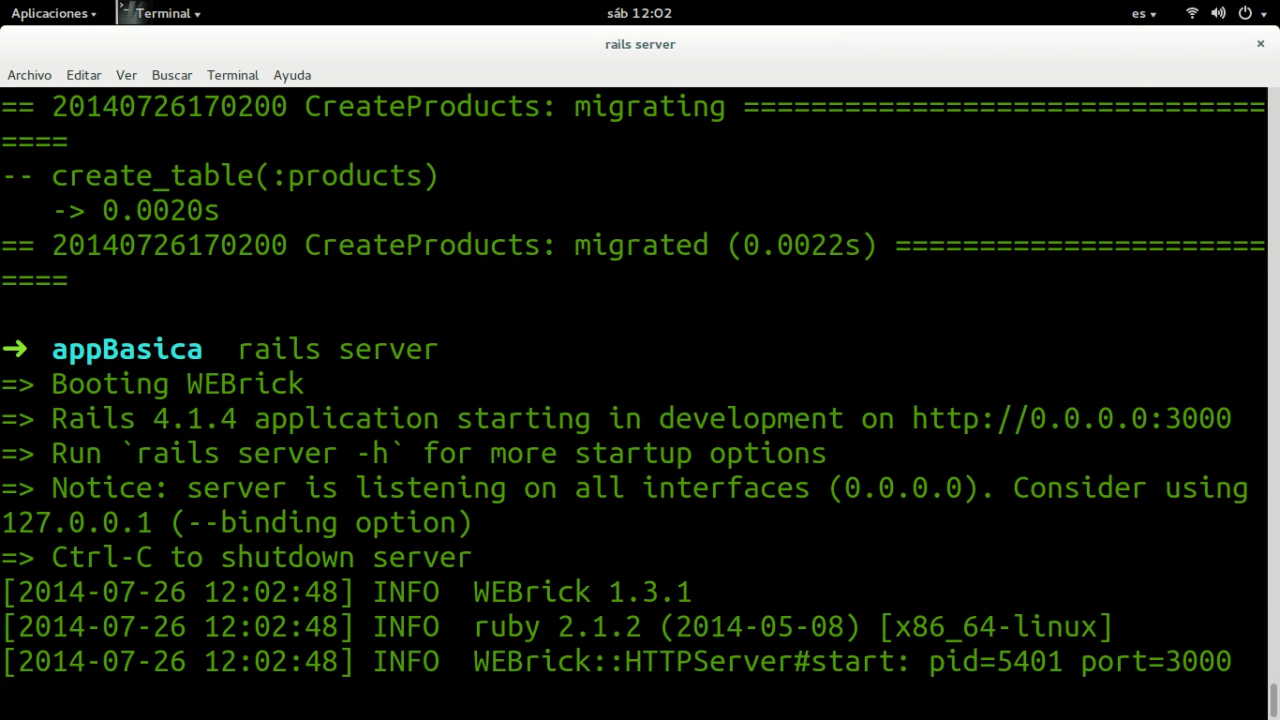 Aplicaciones Terminal sáb 12:02 es
rails server ×
Archivo Editar Ver Buscar Terminal Ayuda
== 20140726170200 CreateProducts: migrating ===============================
====
-- create_table(:products)
   -> 0.0020s
== 20140726170200 CreateProducts: migrated (0.0022s) ======================
====
➜ appBasica  rails server
=> Booting WEBrick
=> Rails 4.1.4 application starting in development on http://0.0.0.0:3000
=> Run `rails server -h` for more startup options
=> Notice: server is listening on all interfaces (0.0.0.0). Consider using
127.0.0.1 (--binding option)
=> Ctrl-C to shutdown server
[2014-07-26 12:02:48] INFO  WEBrick 1.3.1
[2014-07-26 12:02:48] INFO  ruby 2.1.2 (2014-05-08) [x86_64-linux]
[2014-07-26 12:02:48] INFO  WEBrick::HTTPServer#start: pid=5401 port=3000